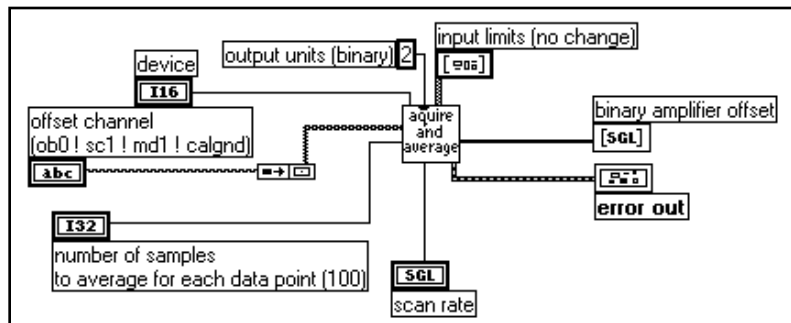 output units (binary) 2
input limits (no change)
device
I16
offset channel
(ob0 ! sc1 ! md1 ! calgnd)
abc
aquire
and
average
binary amplifier offset
[SGL]
error out
I32
number of samples
to average for each data point (100)
SGL
scan rate